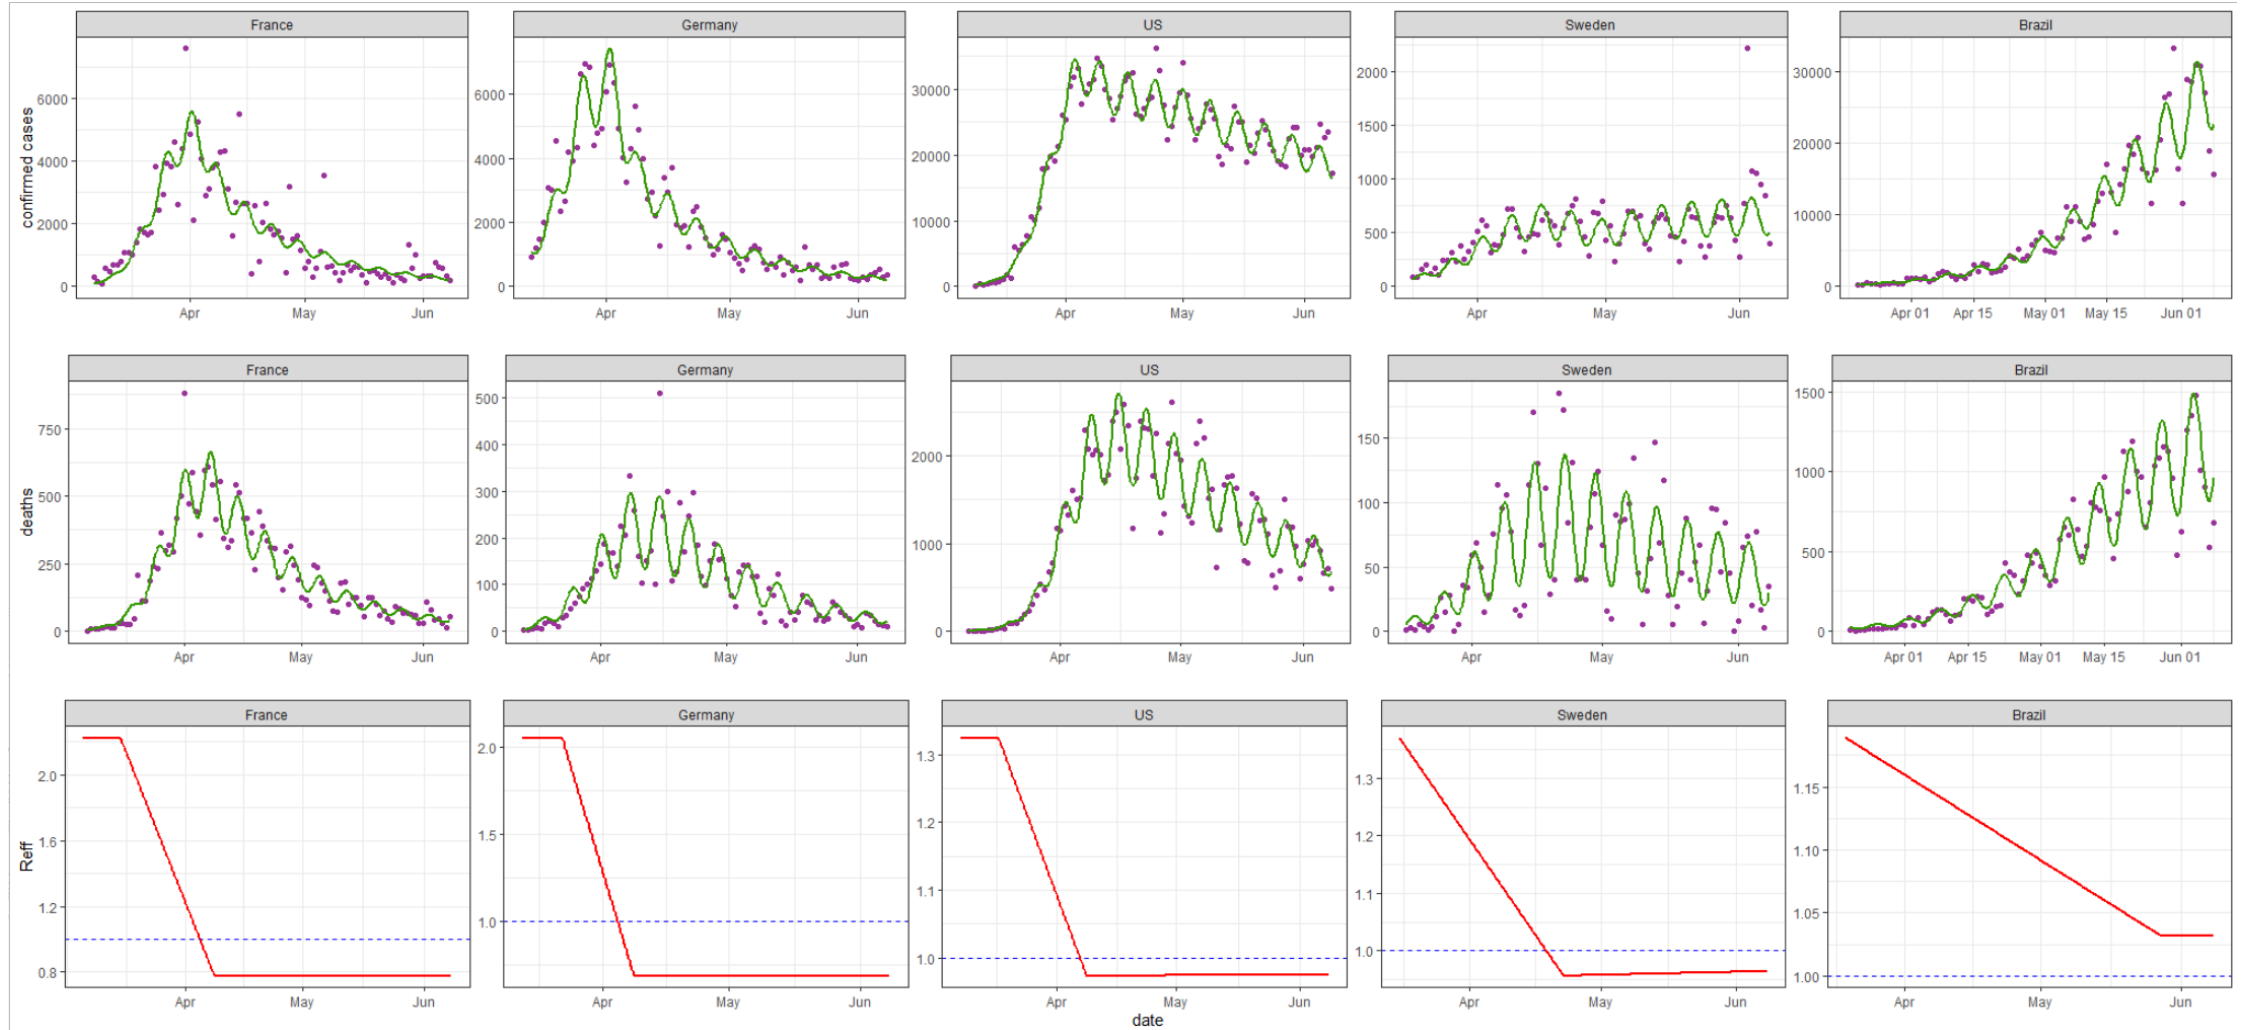 France Germany US Sweden Brazil
confirmed cases
6000 4000 2000 0
6000 4000 2000 0
30000 20000 10000 0
2000 1500 1000 500 0
30000 20000 10000 0
Apr May Jun Apr May Jun Apr May Jun Apr May Jun Apr 01 Apr 15 May 01 May 15 Jun 01
France Germany US Sweden Brazil
deaths
750 500 250 0
500 400 300 200 100 0
2000 1000 0
150 100 50 0
1500 1000 500 0
Apr May Jun Apr May Jun Apr May Jun Apr May Jun Apr 01 Apr 15 May 01 May 15 Jun 01
France Germany US Sweden Brazil
Reff
2.0 1.6 1.2 0.8
2.0 1.5 1.0
1.3 1.2 1.1 1.0
1.3 1.2 1.1 1.0
1.15 1.10 1.05 1.00
Apr May Jun Apr May Jun Apr May Jun Apr May Jun Apr May Jun
date